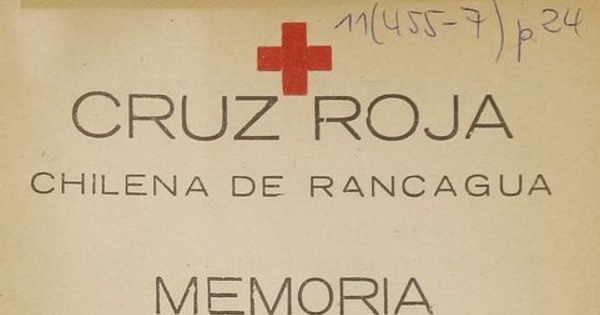 11(455-7) p 24
CRUZ ROJA
CHILENA DE RANCAGUA
MEMORIA